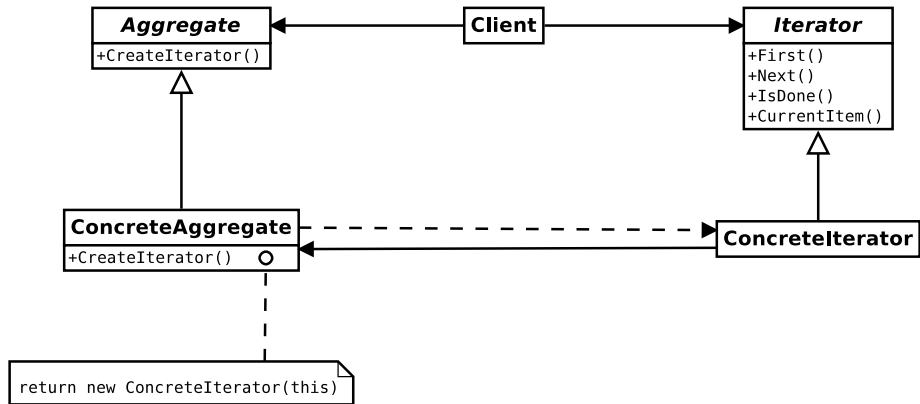 Aggregate
+CreateIterator()
Client
Iterator
+First()
+Next()
+IsDone()
+CurrentItem()
ConcreteAggregate
+CreateIterator()
ConcreteIterator
return new ConcreteIterator(this)